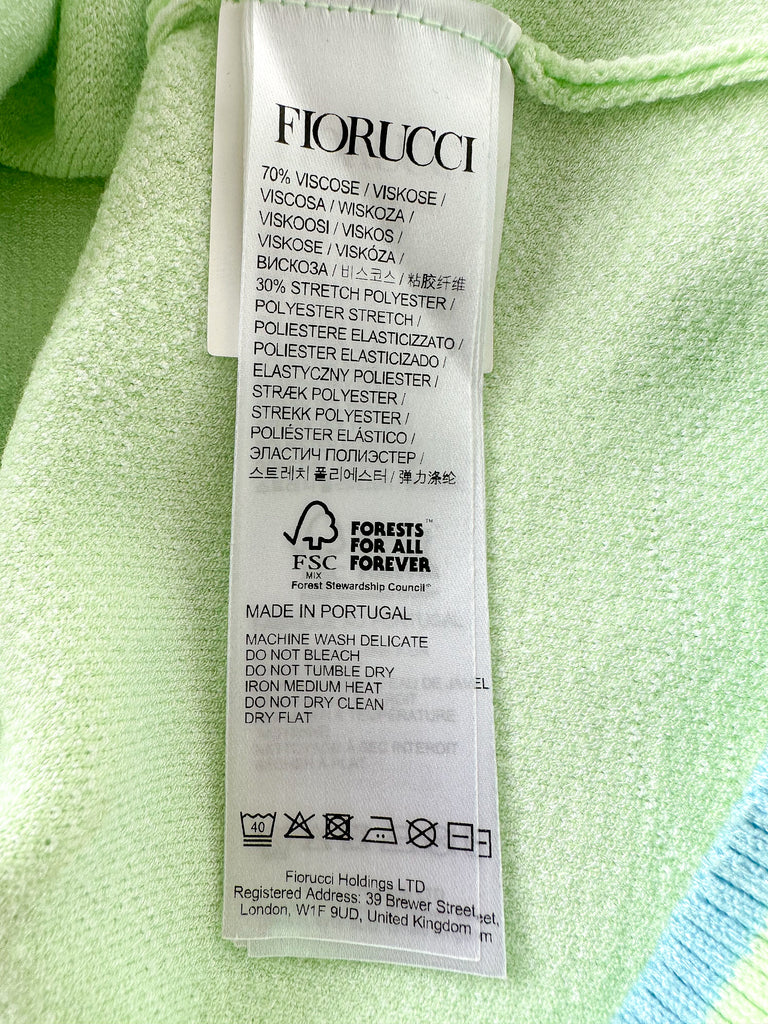 FIORUCCI
70% VISCOSE / VISKOSE /
VISCOSA / WISKOZA /
VISKOOSI / VISKOS /
VISKOSE / VISKÓZA /
ВИСКОЗА / 비스코스 / 粘胶纤维
30% STRETCH POLYESTER /
POLYESTER STRETCH /
POLIESTERE ELASTICIZZATO /
POLIESTER ELASTICIZADO /
ELASTYCZNY POLIESTER /
STRÆK POLYESTER /
STREKK POLYESTER /
POLIÉSTER ELÁSTICO /
ЭЛАСТИЧ ПОЛИЭСТЕР /
스트레치 폴리에스터 / 弹力涤纶
FORESTS™
FOR ALL
FSC FOREVER
MIX
Forest Stewardship Council®
MADE IN PORTUGAL
MACHINE WASH DELICATE
DO NOT BLEACH
DO NOT TUMBLE DRY
IRON MEDIUM HEAT
DO NOT DRY CLEAN
DRY FLAT
40
Fiorucci Holdings LTD
Registered Address: 39 Brewer Street,
London, W1F 9UD, United Kingdom